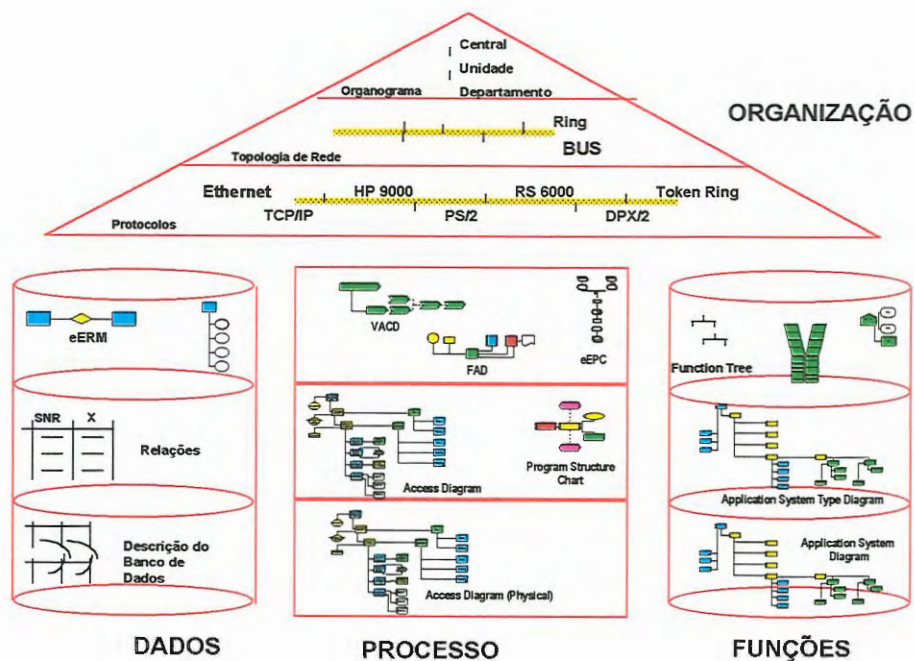 Central
Unidade
Organograma Departamento
ORGANIZAÇÃO
Ring
BUS
Topologia de Rede
Ethernet HP 9000 RS 6000 Token Ring
TCP/IP PS/2 DPX/2
Protocolos
eERM
VACD
FAD
eEPC
Function Tree
SNR X
Relações
Access Diagram
Program Structure
Chart
Application System Type Diagram
Descrição do
Banco de
Dados
Access Diagram (Physical)
Application System
Diagram
DADOS PROCESSO FUNÇÕES